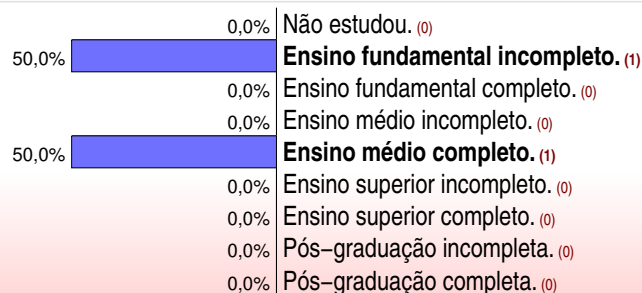 0,0% Não estudou. (0)
50,0% Ensino fundamental incompleto. (1)
0,0% Ensino fundamental completo. (0)
0,0% Ensino médio incompleto. (0)
50,0% Ensino médio completo. (1)
0,0% Ensino superior incompleto. (0)
0,0% Ensino superior completo. (0)
0,0% Pós−graduação incompleta. (0)
0,0% Pós−graduação completa. (0)